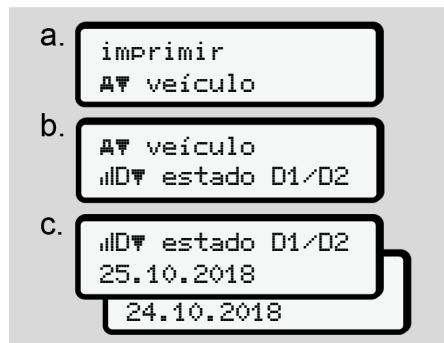 a.
imprimir
A▼ veículo
b.
A▼ veículo
D▼ estado D1/D2
c.
D▼ estado D1/D2
25.10.2018
24.10.2018